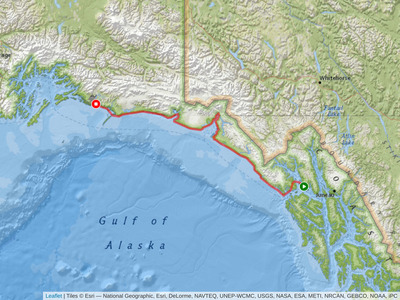 Whitehorse
Gulf of
Alaska
Leaflet | Tiles © Esri — National Geographic, Esri, DeLorme, NAVTEQ, UNEP-WCMC, USGS, NASA, ESA, METI, NRCAN, GEBCO, NOAA, iPC